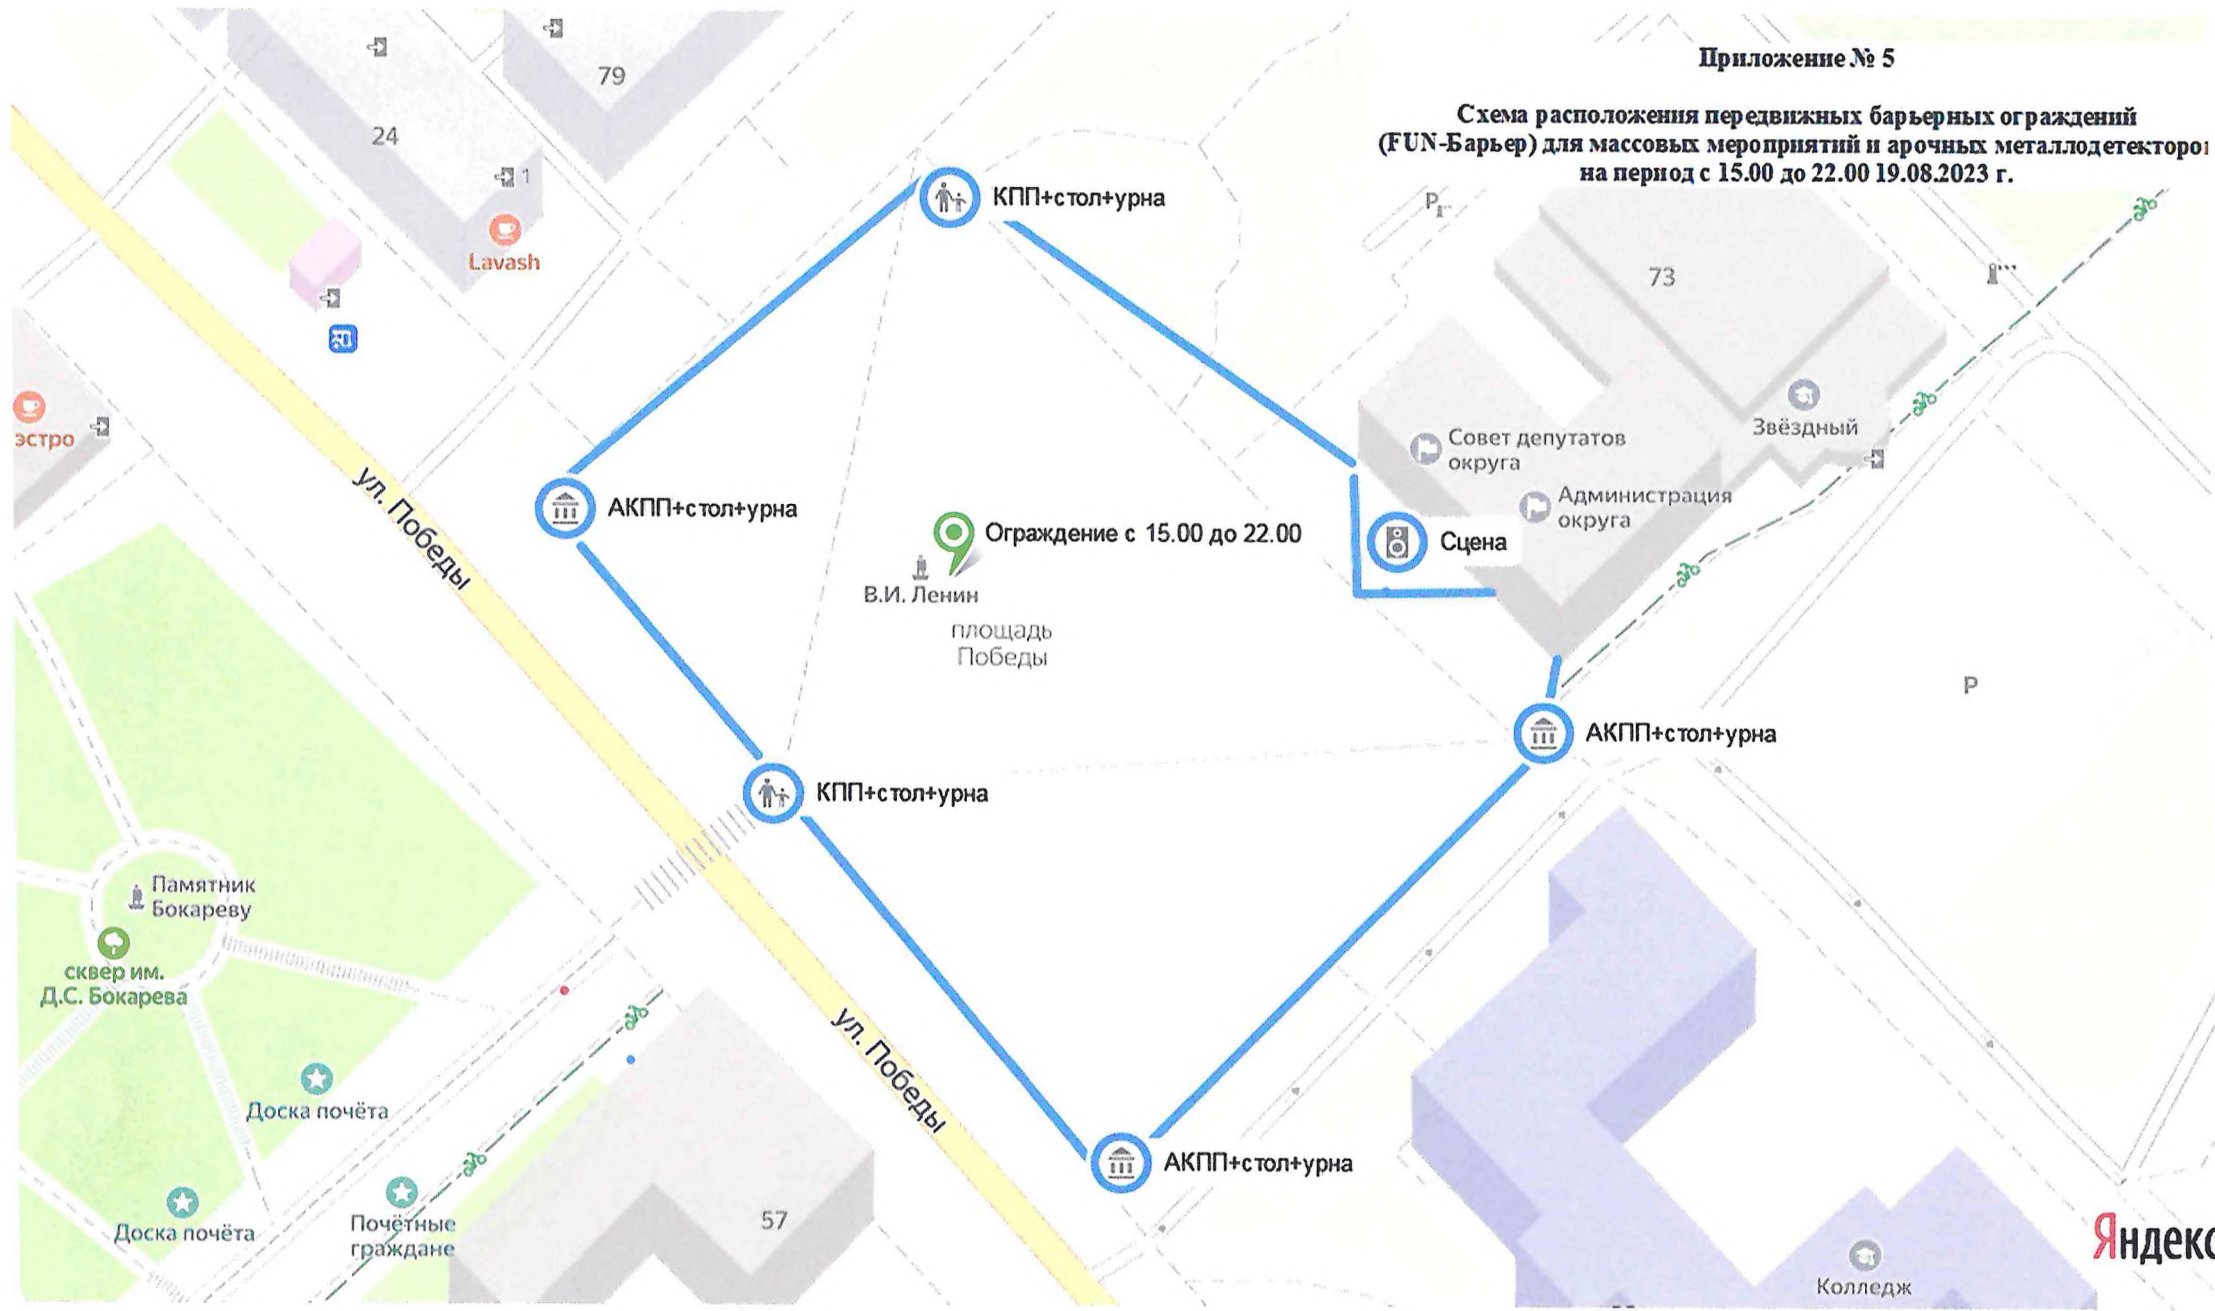 Приложение № 5
Схема расположения передвижных барьерных ограждений
(FUN-Барьер) для массовых мероприятий и арочных металлодетекторо
на период с 15.00 до 22.00 19.08.2023 г.
79
24
1
Lavash
КПП+стол+урна
P
73
эстро
Звёздный
Совет депутатов
округа
Администрация
округа
ул. Победы
АКПП+стол+урна
Ограждение с 15.00 до 22.00
Сцена
В.И. Ленин
площадь
Победы
P
АКПП+стол+урна
КПП+стол+урна
Памятник
Бокареву
сквер им.
Д.С. Бокарева
ул. Победы
Доска почёта
АКПП+стол+урна
Доска почёта
Почётные
граждане
57
Яндекс
Колледж